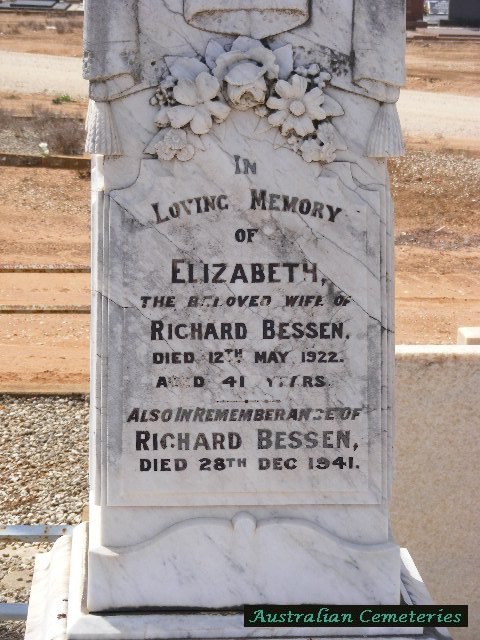 IN
LOVING MEMORY
OF
ELIZABETH,
THE BELOVED WIFE OF
RICHARD BESSEN.
DIED 12TH MAY 1922.
AGED 41 YEARS.
ALSO IN REMEMBERANCE OF
RICHARD BESSEN,
DIED 28TH DEC 1941.
Australian Cemeteries